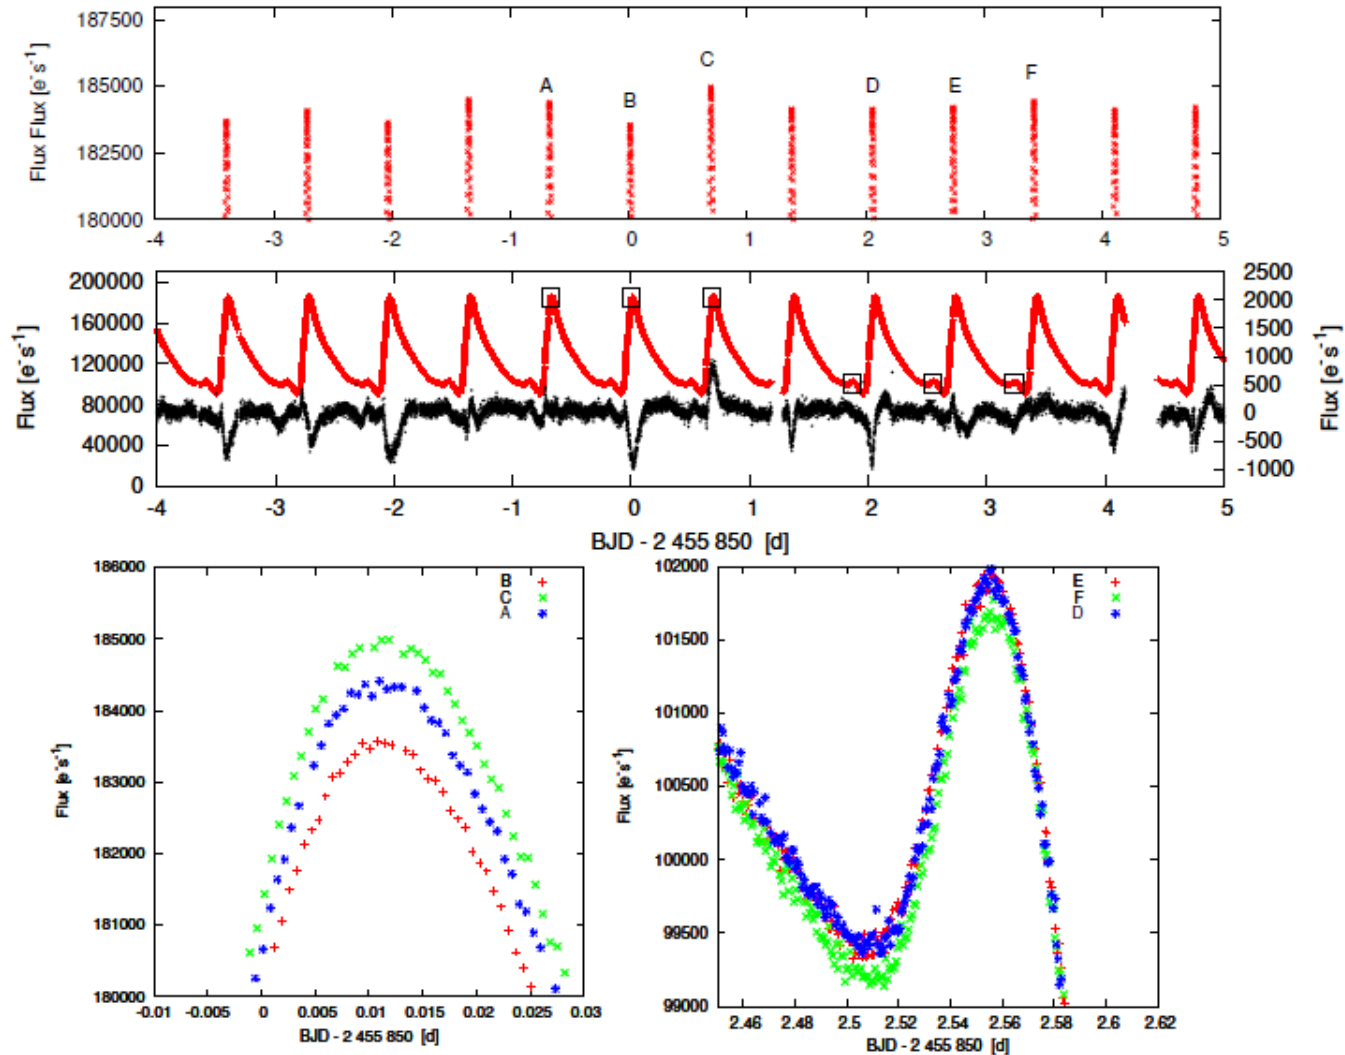 187500
185000
182500
180000
Flux Flux [e⁻s⁻¹]
A
B
C
D
E
F
-4 -3 -2 -1 0 1 2 3 4 5
200000
160000
120000
80000
40000
0
Flux [e⁻s⁻¹]
2500
2000
1500
1000
500
0
-500
-1000
Flux [e⁻s⁻¹]
-4 -3 -2 -1 0 1 2 3 4 5
BJD - 2 455 850 [d]
186000
185000
184000
183000
182000
181000
180000
Flux [e⁻s⁻¹]
B
C
A
-0.01 -0.005 0 0.005 0.01 0.015 0.02 0.025 0.03
BJD - 2 455 850 [d]
102000
101500
101000
100500
100000
99500
99000
Flux [e⁻s⁻¹]
E
F
D
2.46 2.48 2.5 2.52 2.54 2.56 2.58 2.6 2.62
BJD - 2 455 850 [d]